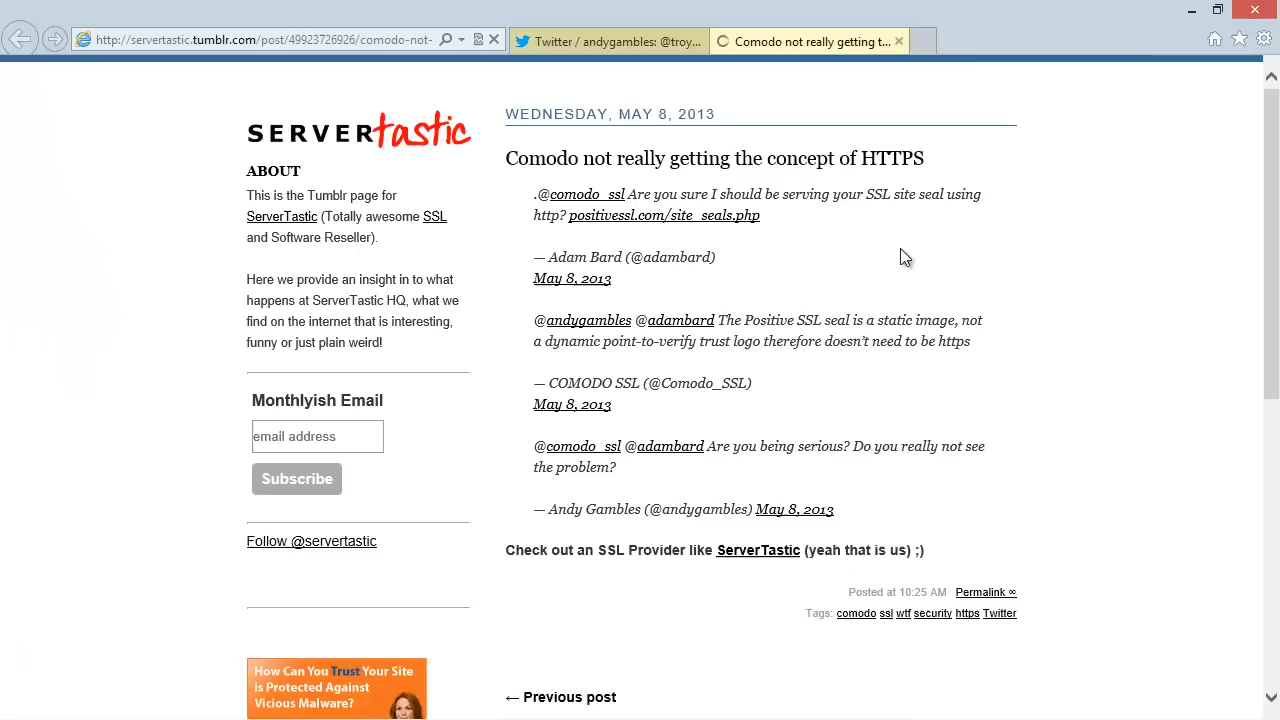 http://servertastic.tumblr.com/post/49923726926/comodo-not-
Twitter / andygambles: @troy...
Comodo not really getting t...
SERVERtastic
ABOUT
This is the Tumblr page for
ServerTastic (Totally awesome SSL
and Software Reseller).
Here we provide an insight in to what
happens at ServerTastic HQ, what we
find on the internet that is interesting,
funny or just plain weird!
Monthlyish Email
email address
Subscribe
Follow @servertastic
How Can You Trust Your Site
is Protected Against
Vicious Malware?
WEDNESDAY, MAY 8, 2013
Comodo not really getting the concept of HTTPS
.@comodo_ssl Are you sure I should be serving your SSL site seal using
http? positivessl.com/site_seals.php
— Adam Bard (@adambard)
May 8, 2013
@andygambles @adambard The Positive SSL seal is a static image, not
a dynamic point-to-verify trust logo therefore doesn't need to be https
— COMODO SSL (@Comodo_SSL)
May 8, 2013
@comodo_ssl @adambard Are you being serious? Do you really not see
the problem?
— Andy Gambles (@andygambles) May 8, 2013
Check out an SSL Provider like ServerTastic (yeah that is us) ;)
Posted at 10:25 AM Permalink ∞
Tags: comodo ssl wtf security https Twitter
← Previous post